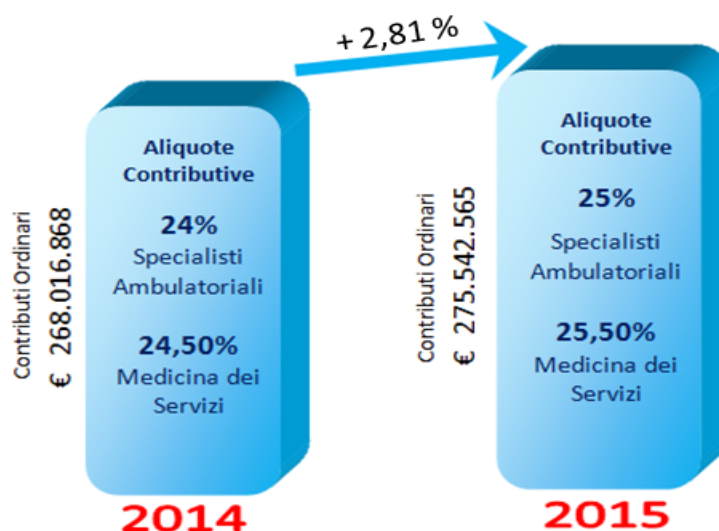 + 2,81 %
Contributi Ordinari
€ 268.016.868
Aliquote
Contributive
24%
Specialisti
Ambulatoriali
24,50%
Medicina dei
Servizi
2014
Contributi Ordinari
€ 275.542.565
Aliquote
Contributive
25%
Specialisti
Ambulatoriali
25,50%
Medicina dei
Servizi
2015